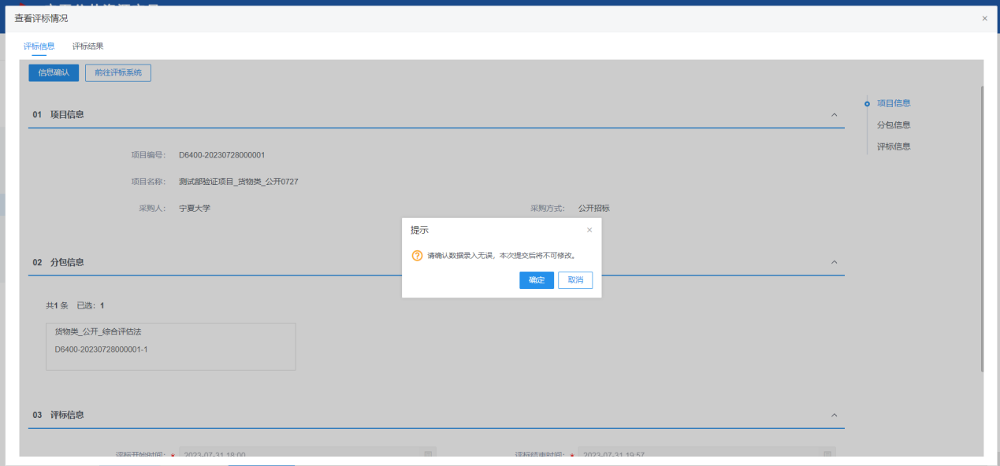 查看评标情况
评标信息 评标结果
信息确认 前往评标系统
01 项目信息
项目编号： D6400-20230728000001
项目名称： 测试部验证项目_货物类_公开0727
采购人： 宁夏大学 采购方式： 公开招标
项目信息
分包信息
评标信息
提示
请确认数据录入无误，本次提交后将不可修改。
确定 取消
02 分包信息
共1 条 已选：1
货物类_公开_综合评估法
D6400-20230728000001-1
03 评标信息
评标开始时间： * 2023-07-31 18:00 评标结束时间： * 2023-07-31 19:57